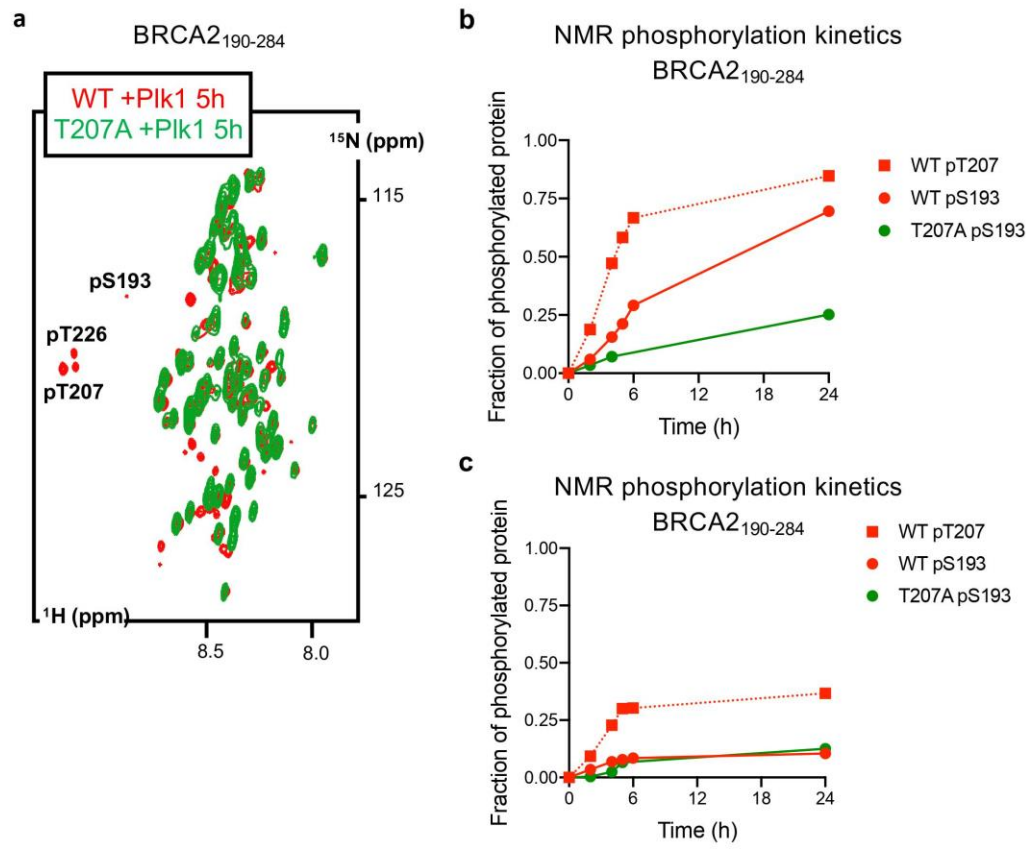 a
BRCA2190-284
WT +Plk1 5h
T207A +Plk1 5h
15N (ppm)
115
pS193
pT226
pT207
125
1H (ppm)
8.5
8.0
b
NMR phosphorylation kinetics
BRCA2190-284
Fraction of phosphorylated protein
1.00
0.75
0.50
0.25
0.00
0
6
12
18
24
Time (h)
WT pT207
WT pS193
T207A pS193
c
NMR phosphorylation kinetics
BRCA2190-284
Fraction of phosphorylated protein
1.00
0.75
0.50
0.25
0.00
0
6
12
18
24
Time (h)
WT pT207
WT pS193
T207A pS193